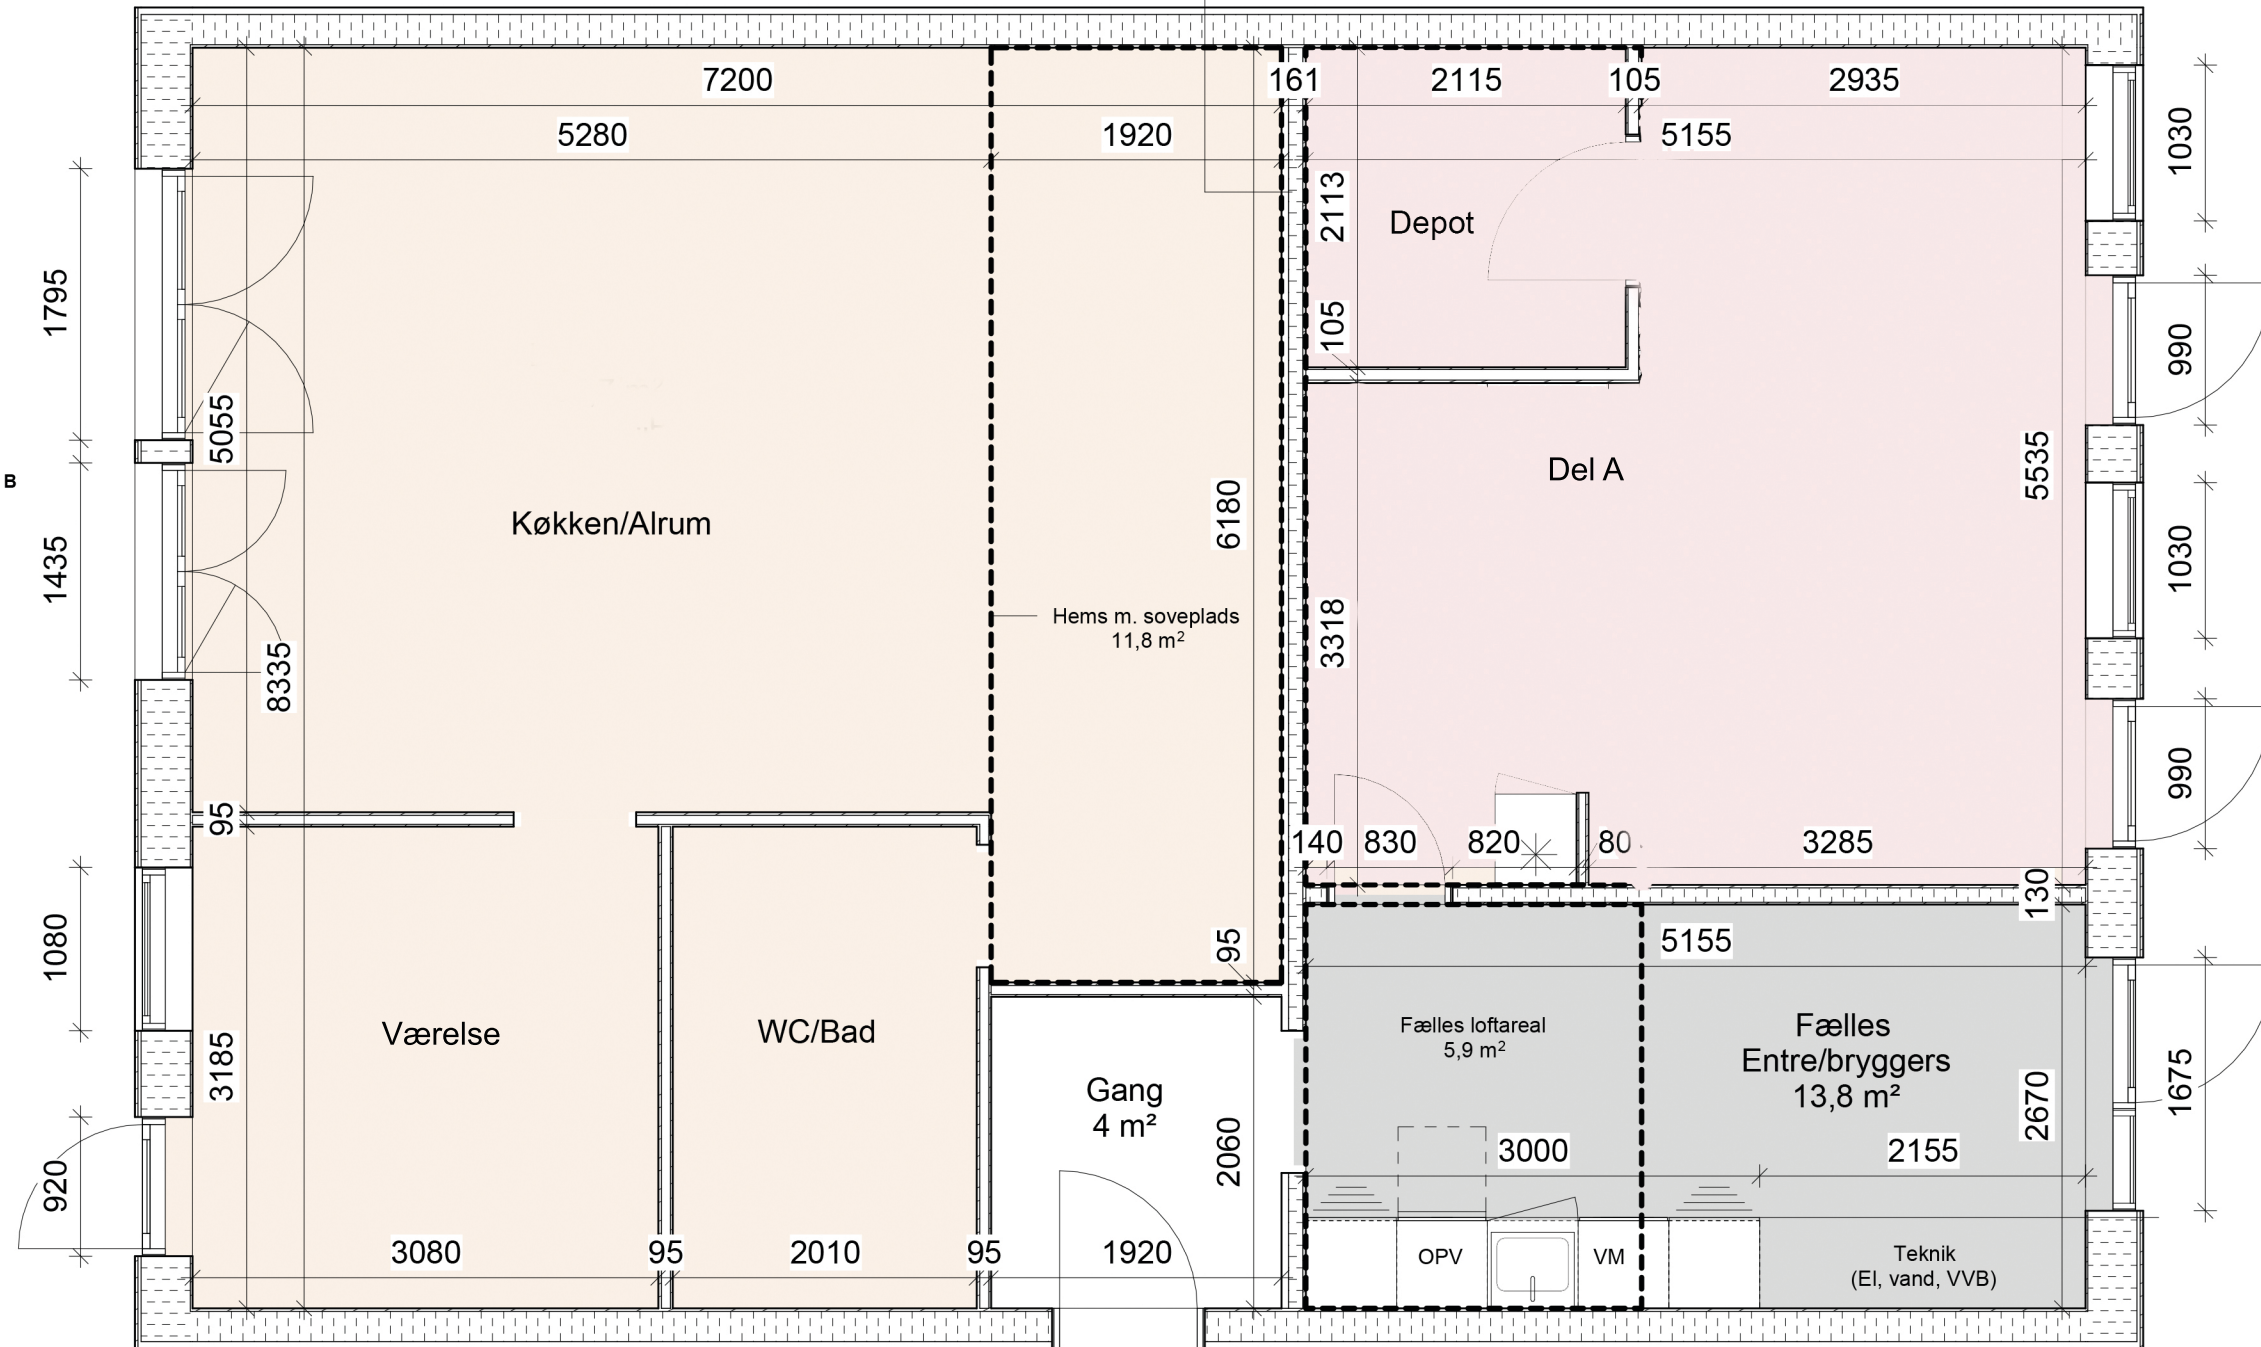 7200
161
2115
105
2935
5280
1920
5155
1030
2113
Depot
1795
105
990
5055
Del A
5535
B
6180
Køkken/Alrum
1435
1030
Hems m. soveplads
11,8 m²
3318
8335
990
95
140
830
820
80
3285
130
1080
95
5155
Værelse
WC/Bad
Fælles loftareal
5,9 m²
Fælles
Entre/bryggers
13,8 m²
3185
Gang
4 m²
2060
2670
1675
3000
2155
920
3080
95
2010
95
1920
OPV
VM
Teknik
(El, vand, VVB)